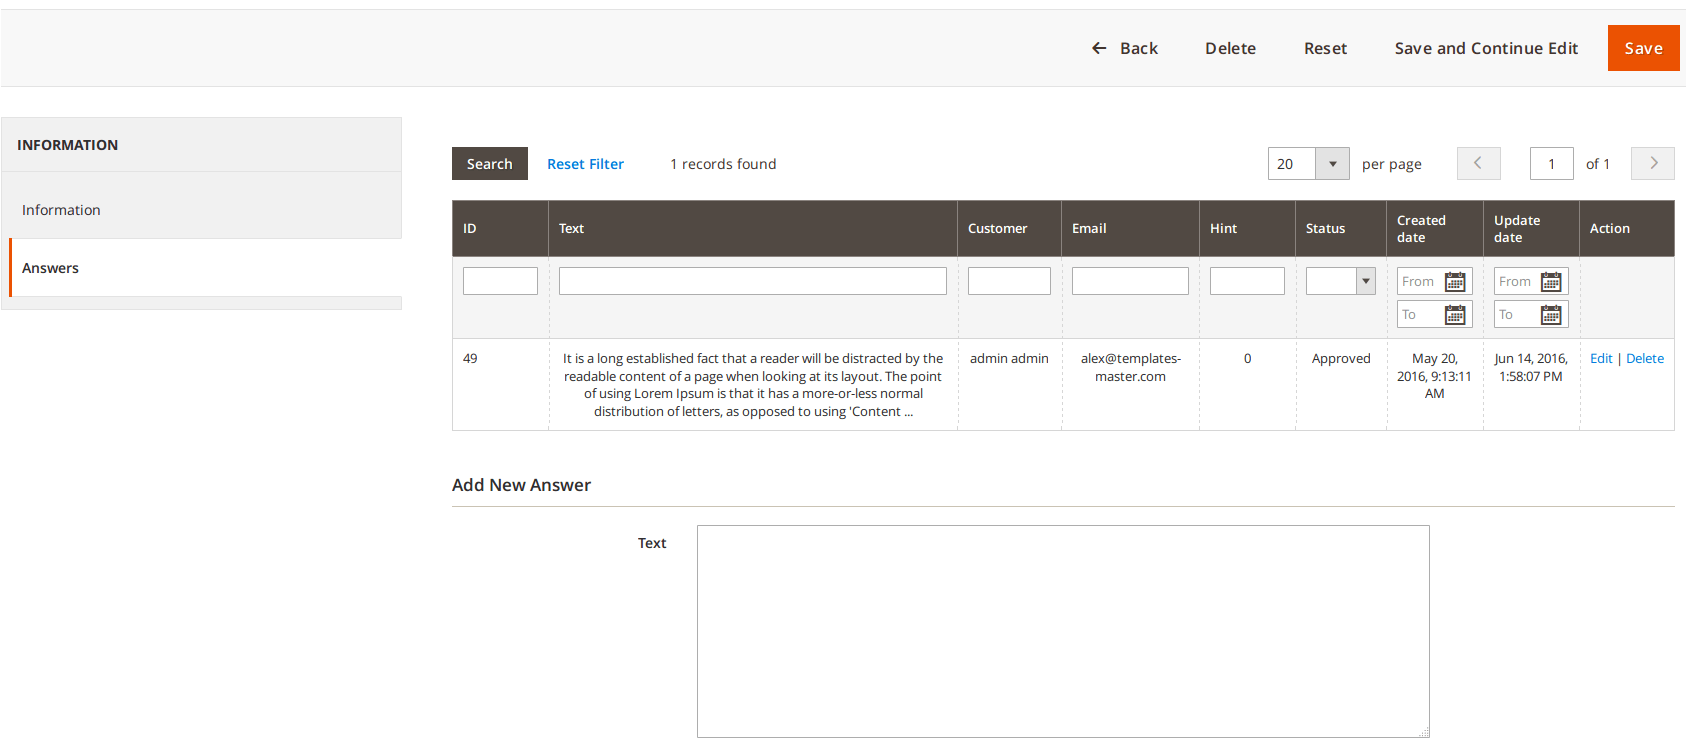 Back Delete Reset Save and Continue Edit Save
INFORMATION
Information
Answers
Search Reset Filter 1 records found 20 per page 1 of 1
ID Text Customer Email Hint Status Created date Update date Action
From From
To To
49 It is a long established fact that a reader will be distracted by the admin admin alex@templates- 0 Approved May 20, Jun 14, 2016, Edit | Delete
readable content of a page when looking at its layout. The point master.com 2016, 9:13:11 1:58:07 PM
of using Lorem Ipsum is that it has a more-or-less normal AM
distribution of letters, as opposed to using 'Content ...
Add New Answer
Text